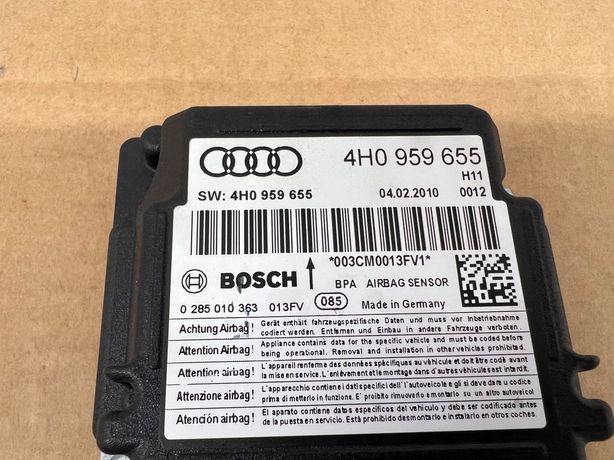 4H0 959 655
H11
SW: 4H0 959 655 04.02.2010 0012
*003CM0013FV1*
BOSCH BPA AIRBAG SENSOR
0 285 010 363 013FV 085 Made in Germany
Achtung Airbag! Gerät enthält fahrzeugspezifische Daten und muss vor Inbetriebnahme
codiert werden. Entfernen und Einbau in andere Fahrzeuge verboten.
Attention Airbag! Appliance contains data for the specific vehicle and must be coded before
being operational. Removal and installation in other vehicles prohibited.
Attention airbag! L'appareil renferme des données spécifiques au véhicule et doit être codé avant
la mise en service. L'enlèvement et le montage dans d'autres véhicules est interdit.
Attenzione airbag! L'apparecchio contiene i dati specifici dell'autoveicolo e gli si deve dare u codice
prima di metterlo in funzione. E' proibito rimuoverlo e montarlo su un altro autoveicol
Atención airbag! El aparato contiene datos específicos del vehículo y debe ser codificado antes
de la puesta en servicio. Está prohibido desmontarlo e instalarlo en otros coches.